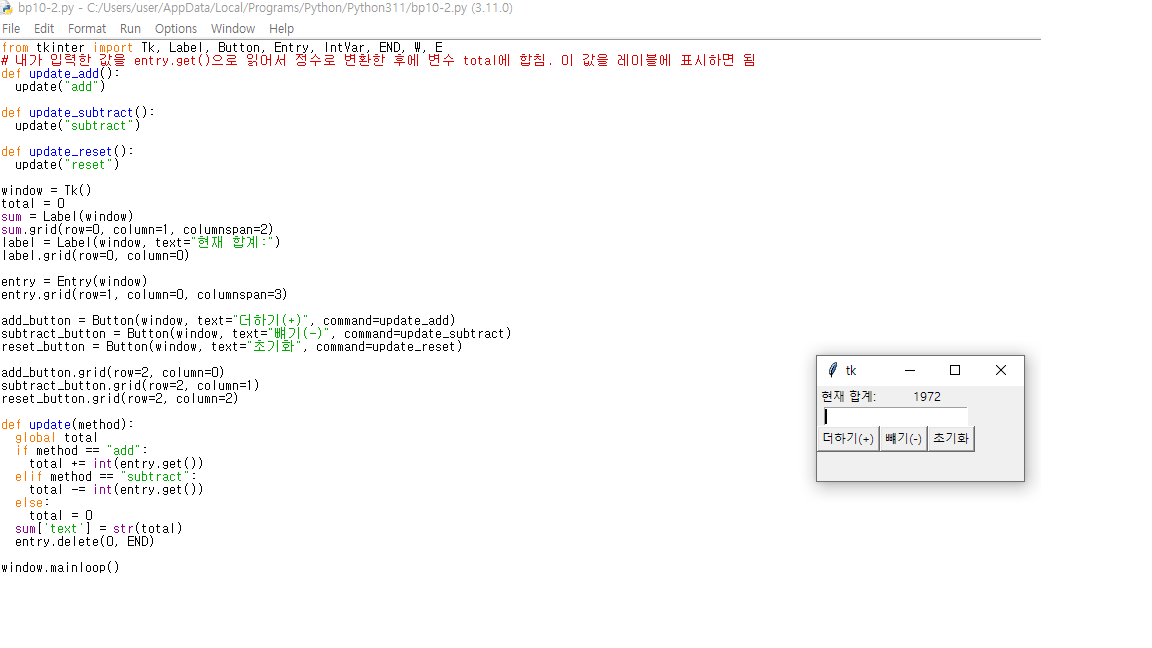 bp10-2.py - C:/Users/user/AppData/Local/Programs/Python/Python311/bp10-2.py (3.11.0)
File Edit Format Run Options Window Help
from tkinter import Tk, Label, Button, Entry, IntVar, END, W, E
# 내가 입력한 값을 entry.get()으로 읽어서 정수로 변환한 후에 변수 total에 합침. 이 값을 레이블에 표시하면 됨
def update_add():
  update("add")
def update_subtract():
  update("subtract")
def update_reset():
  update("reset")
window = Tk()
total = 0
sum = Label(window)
sum.grid(row=0, column=1, columnspan=2)
label = Label(window, text="현재 합계:")
label.grid(row=0, column=0)
entry = Entry(window)
entry.grid(row=1, column=0, columnspan=3)
add_button = Button(window, text="더하기(+)", command=update_add)
subtract_button = Button(window, text="빼기(-)", command=update_subtract)
reset_button = Button(window, text="초기화", command=update_reset)
add_button.grid(row=2, column=0)
subtract_button.grid(row=2, column=1)
reset_button.grid(row=2, column=2)
def update(method):
  global total
  if method == "add":
    total += int(entry.get())
  elif method == "subtract":
    total -= int(entry.get())
  else:
    total = 0
  sum['text'] = str(total)
  entry.delete(0, END)
window.mainloop()
tk
현재 합계: 1972
더하기(+) 빼기(-) 초기화